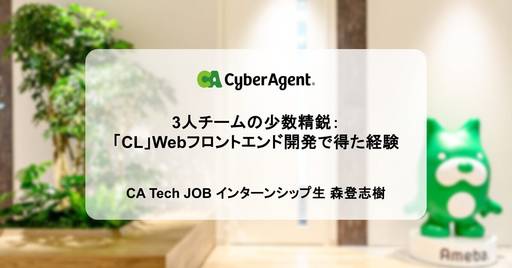 CA CyberAgent.
3人チームの少数精鋭：
「CL」Webフロントエンド開発で得た経験
CA Tech JOB インターンシップ生 森登志樹
Ameba